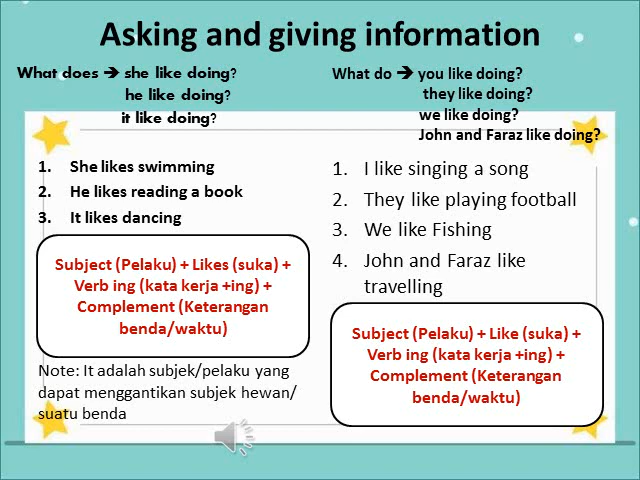 Asking and giving information
What does → she like doing?
he like doing?
it like doing?
1. She likes swimming
2. He likes reading a book
3. It likes dancing
Subject (Pelaku) + Likes (suka) +
Verb ing (kata kerja +ing) +
Complement (Keterangan
benda/waktu)
Note: It adalah subjek/pelaku yang
dapat menggantikan subjek hewan/
suatu benda
What do → you like doing?
they like doing?
we like doing?
John and Faraz like doing?
1. I like singing a song
2. They like playing football
3. We like Fishing
4. John and Faraz like
travelling
Subject (Pelaku) + Like (suka) +
Verb ing (kata kerja +ing) +
Complement (Keterangan
benda/waktu)